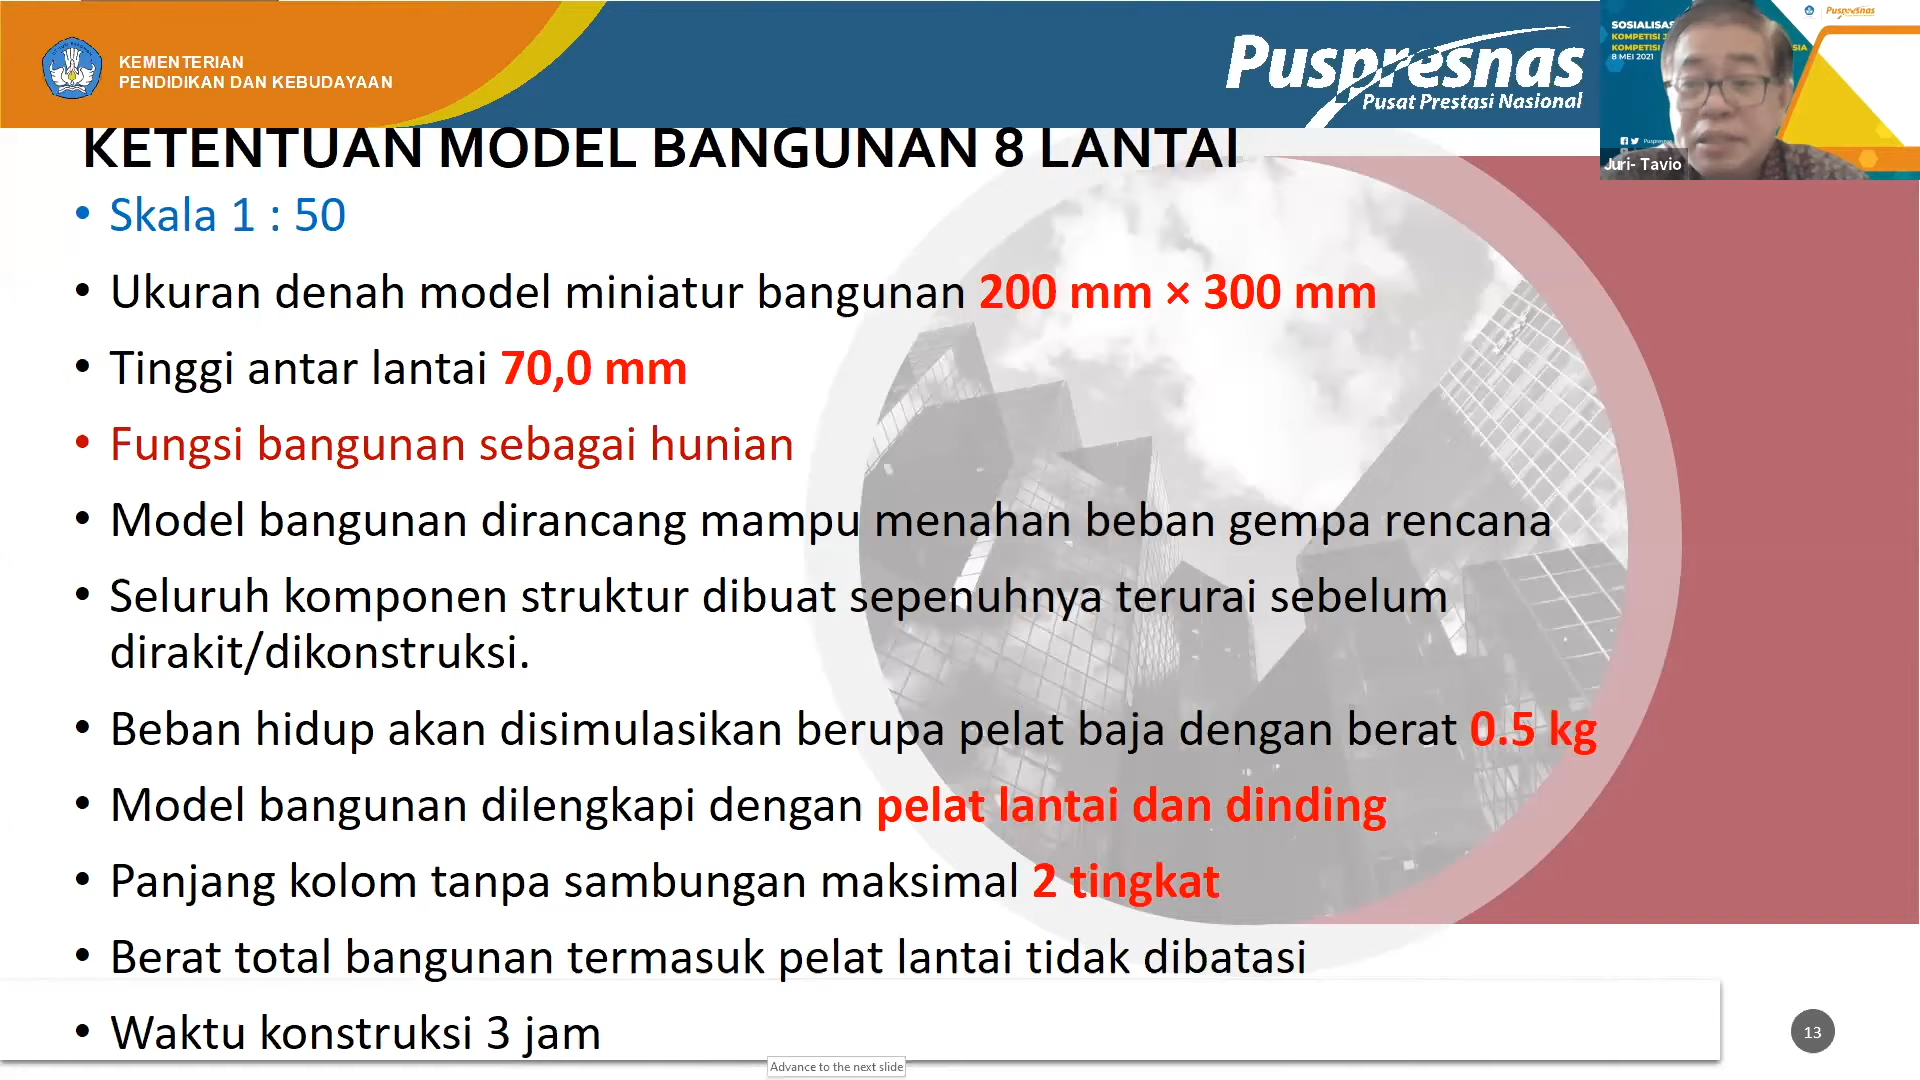 KEMENTERIAN
PENDIDIKAN DAN KEBUDAYAAN
Puspresnas
Pusat Prestasi Nasional
Puspresnas
SOSIALISAS
KOMPETISI J
KOMPETISI
SIA
8 MEI 2021
Juri- Tavio
KETENTUAN MODEL BANGUNAN 8 LANTAI
• Skala 1 : 50
• Ukuran denah model miniatur bangunan 200 mm × 300 mm
• Tinggi antar lantai 70,0 mm
• Fungsi bangunan sebagai hunian
• Model bangunan dirancang mampu menahan beban gempa rencana
• Seluruh komponen struktur dibuat sepenuhnya terurai sebelum
dirakit/dikonstruksi.
• Beban hidup akan disimulasikan berupa pelat baja dengan berat 0.5 kg
• Model bangunan dilengkapi dengan pelat lantai dan dinding
• Panjang kolom tanpa sambungan maksimal 2 tingkat
• Berat total bangunan termasuk pelat lantai tidak dibatasi
• Waktu konstruksi 3 jam
13
Advance to the next slide